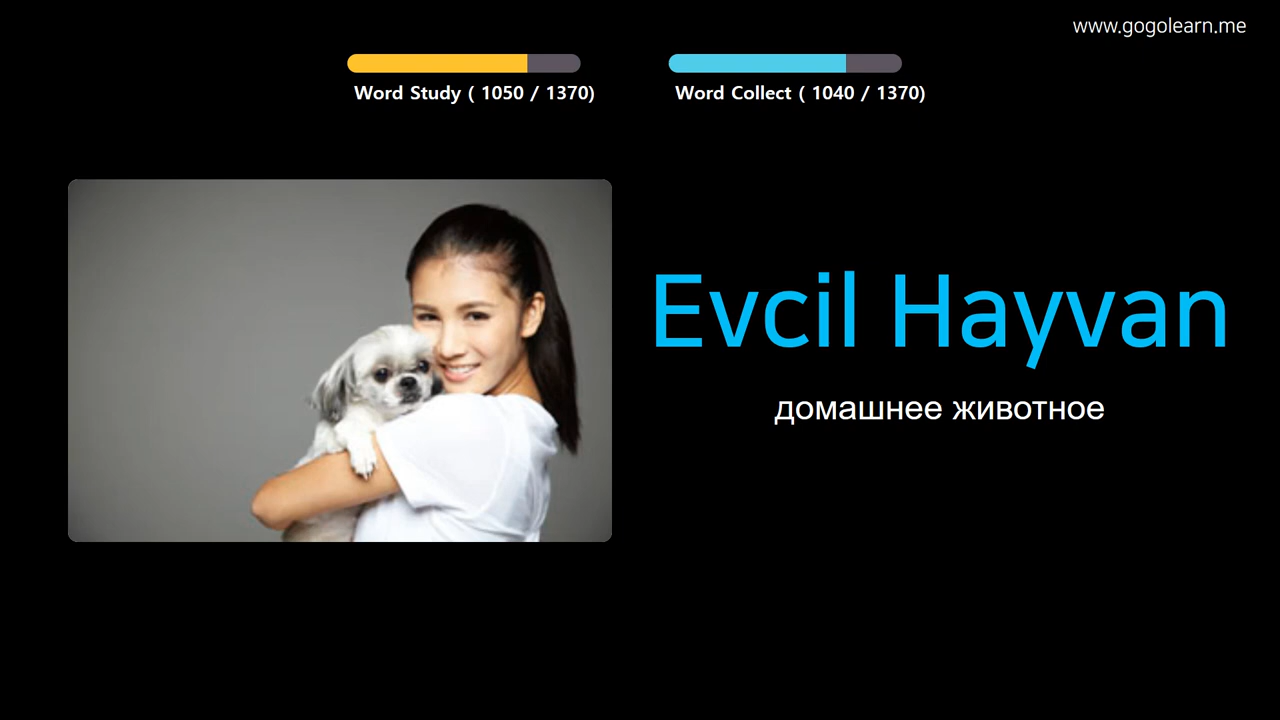 www.gogolearn.me
Word Study ( 1050 / 1370)
Word Collect ( 1040 / 1370)
Evcil Hayvan
домашнее животное